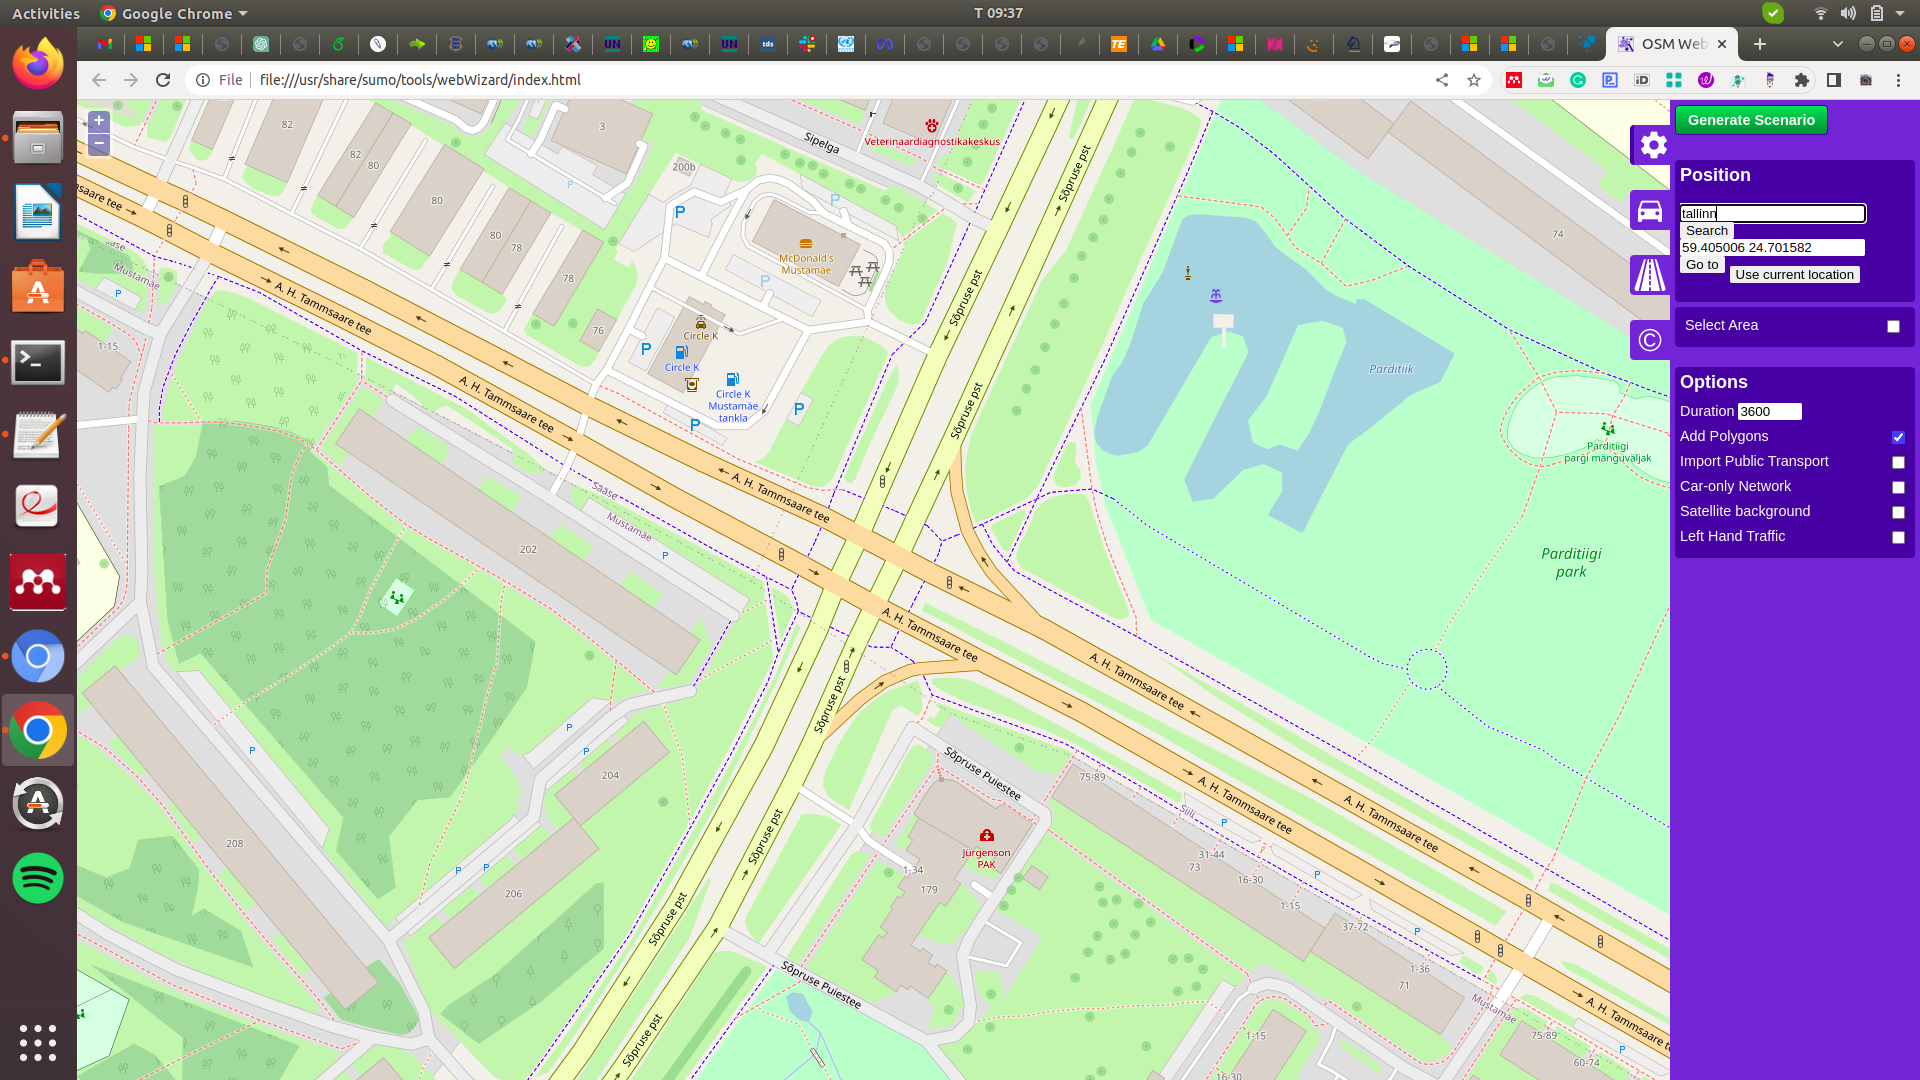 Activities
Google Chrome
T 09:37
UN
UN
tds
TE
OSM Web
File
file:///usr/share/sumo/tools/webWizard/index.html
iD
+
−
Generate Scenario
Position
tallinn
Search
59.405006 24.701582
Go to
Use current location
Select Area
Options
Duration 3600
Add Polygons
Import Public Transport
Car-only Network
Satellite background
Left Hand Traffic
©
82
82
80
80
80
78
78
76
3
200b
74
Sipelga
Veterinaardiagnostikakeskus
Sõpruse pst
P
P
P
McDonald's
Mustamäe
Sõpruse pst
Mustamäe
P
A. H. Tammsaare tee
Circle K
P
Circle K
Circle K
Mustamäe
tankla
P
P
1-15
A. H. Tammsaare tee
Sõpruse pst
Parditiik
Parditiigi
pargi mänguväljak
Sääse
Mustamäe
A. H. Tammsaare tee
P
202
Parditiigi
park
A. H. Tammsaare tee
A. H. Tammsaare tee
Sõpruse pst
P
P
P
204
208
206
P
P
Sõpruse Puiestee
75-89
Süli
A. H. Tammsaare tee
A. H. Tammsaare tee
Sõpruse pst
Jürgenson
PAK
1-34
179
P
31-44
73
16-30
1-15
P
37-72
P
1-36
71
Sõpruse pst
Sõpruse Puiestee
Mustamäe
A. H. Tammsaare te
Sõpruse pst
1-15
16-30
75-89
P
60-74